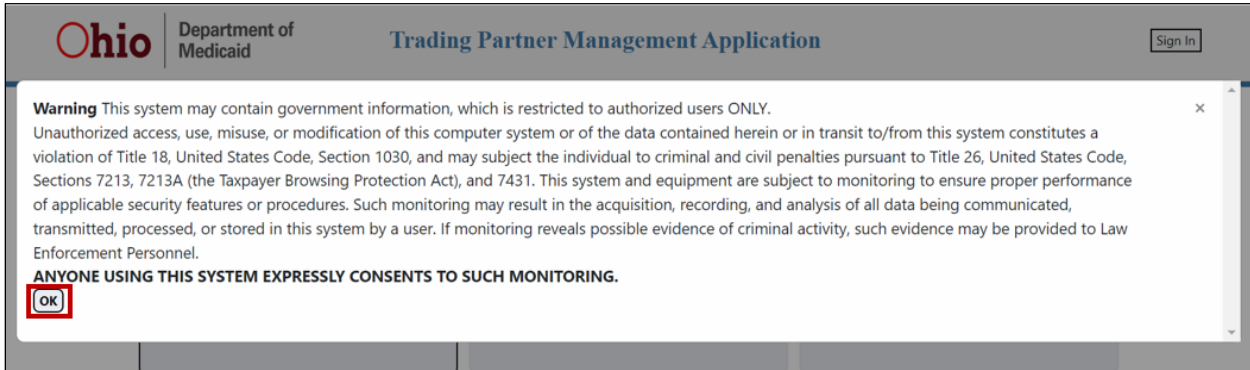 Ohio
Department of
Medicaid
Trading Partner Management Application
Sign In
Warning This system may contain government information, which is restricted to authorized users ONLY.
×
Unauthorized access, use, misuse, or modification of this computer system or of the data contained herein or in transit to/from this system constitutes a
violation of Title 18, United States Code, Section 1030, and may subject the individual to criminal and civil penalties pursuant to Title 26, United States Code,
Sections 7213, 7213A (the Taxpayer Browsing Protection Act), and 7431. This system and equipment are subject to monitoring to ensure proper performance
of applicable security features or procedures. Such monitoring may result in the acquisition, recording, and analysis of all data being communicated,
transmitted, processed, or stored in this system by a user. If monitoring reveals possible evidence of criminal activity, such evidence may be provided to Law
Enforcement Personnel.
ANYONE USING THIS SYSTEM EXPRESSLY CONSENTS TO SUCH MONITORING.
OK